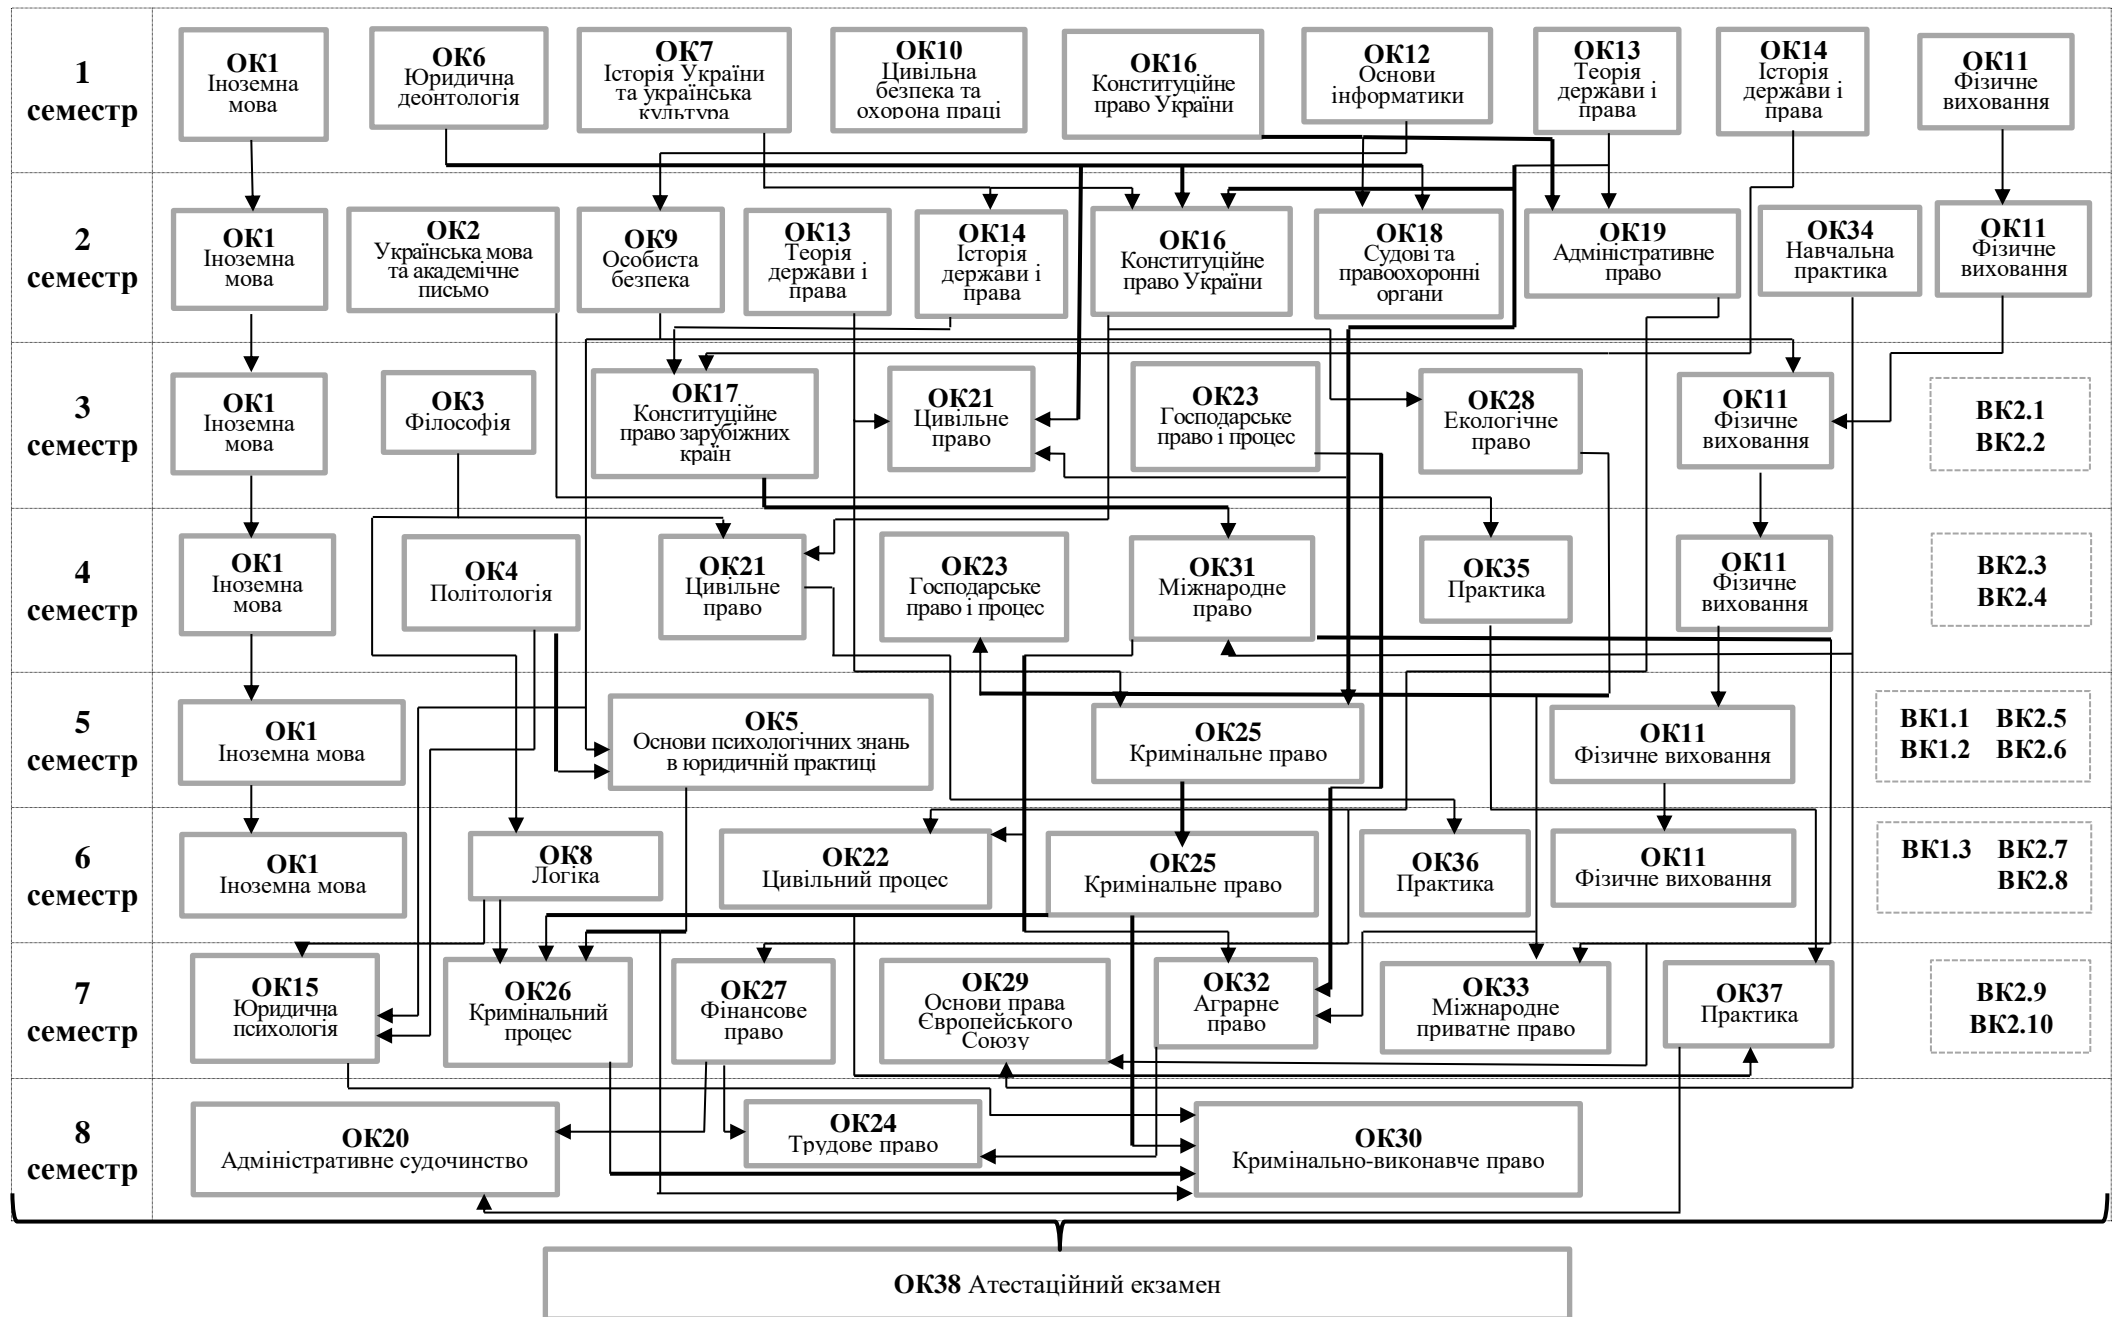 1
семестр
ОК1
Іноземна
мова
ОК6
Юридична
деонтологія
ОК7
Історія України
та українська
культура
ОК10
Цивільна
безпека та
охорона праці
ОК16
Конституційне
право України
ОК12
Основи
інформатики
ОК13
Теорія
держави і
права
ОК14
Історія
держави і
права
ОК11
Фізичне
виховання
2
семестр
ОК1
Іноземна
мова
ОК2
Українська мова
та академічне
письмо
ОК9
Особиста
безпека
ОК13
Теорія
держави і
права
ОК14
Історія
держави і
права
ОК16
Конституційне
право України
ОК18
Судові та
правоохоронні
органи
ОК19
Адміністративне
право
ОК34
Навчальна
практика
ОК11
Фізичне
виховання
3
семестр
ОК1
Іноземна
мова
ОК3
Філософія
ОК17
Конституційне
право зарубіжних
країн
ОК21
Цивільне
право
ОК23
Господарське
право і процес
ОК28
Екологічне
право
ОК11
Фізичне
виховання
ВК2.1
ВК2.2
4
семестр
ОК1
Іноземна
мова
ОК4
Політологія
ОК21
Цивільне
право
ОК23
Господарське
право і процес
ОК31
Міжнародне
право
ОК35
Практика
ОК11
Фізичне
виховання
ВК2.3
ВК2.4
5
семестр
ОК1
Іноземна мова
ОК5
Основи психологічних знань
в юридичній практиці
ОК25
Кримінальне право
ОК11
Фізичне виховання
ВК1.1 ВК2.5
ВК1.2 ВК2.6
6
семестр
ОК1
Іноземна мова
ОК8
Логіка
ОК22
Цивільний процес
ОК25
Кримінальне право
ОК36
Практика
ОК11
Фізичне виховання
ВК1.3 ВК2.7
ВК2.8
7
семестр
ОК15
Юридична
психологія
ОК26
Кримінальний
процес
ОК27
Фінансове
право
ОК29
Основи права
Європейського
Союзу
ОК32
Аграрне
право
ОК33
Міжнародне
приватне право
ОК37
Практика
ВК2.9
ВК2.10
8
семестр
ОК20
Адміністративне судочинство
ОК24
Трудове право
ОК30
Кримінально-виконавче право
ОК38 Атестаційний екзамен